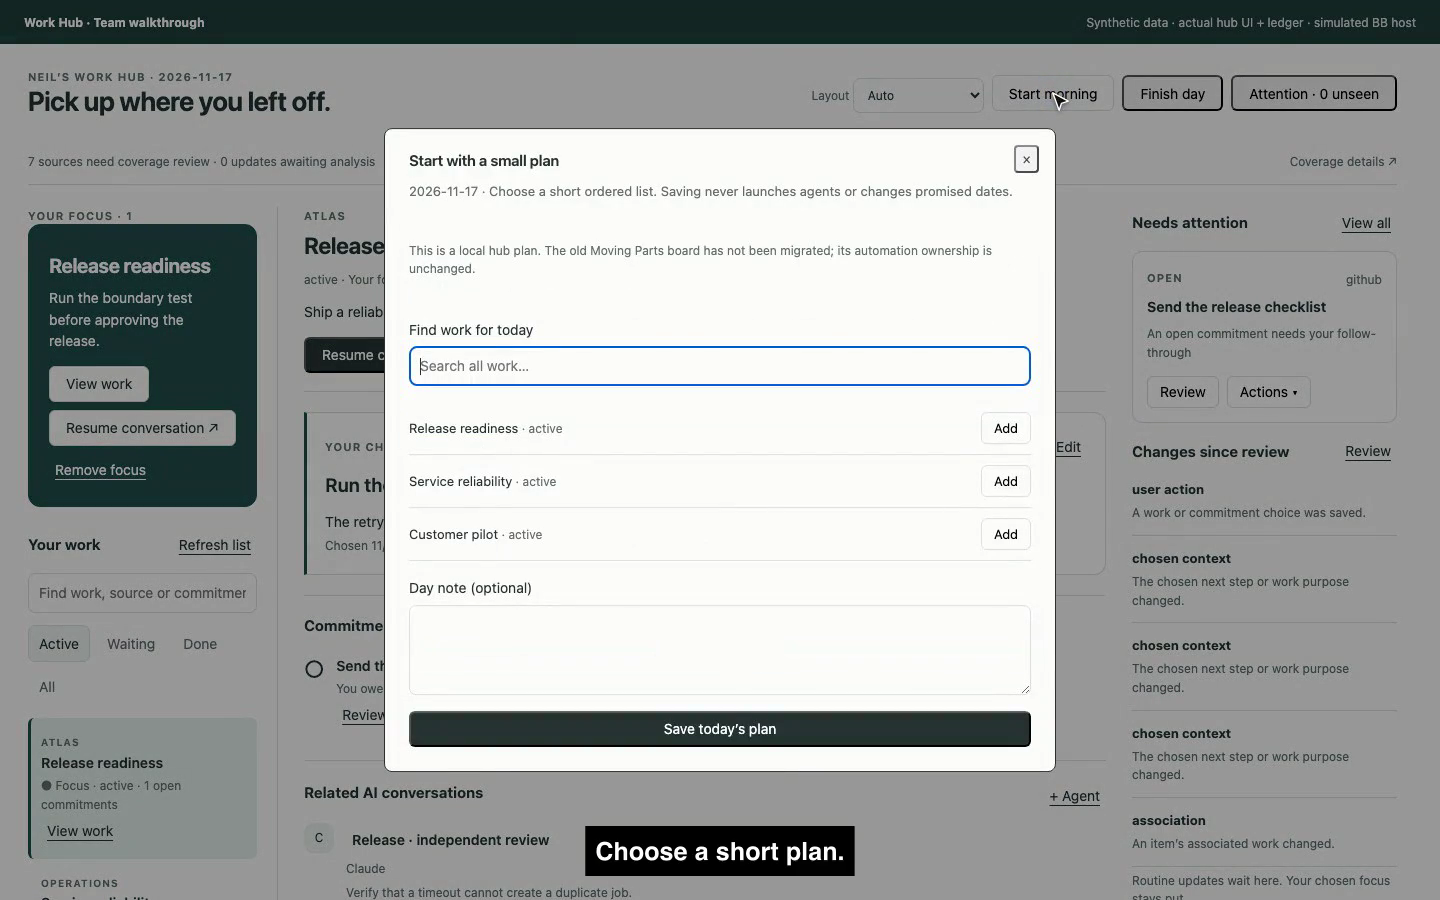 Work Hub · Team walkthrough
Synthetic data · actual hub UI + ledger · simulated BB host
NEIL'S WORK HUB · 2026-11-17
Pick up where you left off.
Layout
Auto
Start morning
Finish day
Attention · 0 unseen
7 sources need coverage review · 0 updates awaiting analysis
Coverage details ↗
YOUR FOCUS · 1
Release readiness
Run the boundary test
before approving the
release.
View work
Resume conversation ↗
Remove focus
Your work
Refresh list
Find work, source or commitmer
Active
Waiting
Done
All
ATLAS
Release readiness
Focus · active · 1 open
commitments
View work
OPERATIONS
ATLAS
Release
active · Your fo
Ship a reliab
Resume c
YOUR CH
Edit
Run the
The retry
Chosen 11/
Commitme
Send th
You owe
Review
Related AI conversations
+ Agent
C
Release · independent review
Claude
Verify that a timeout cannot create a duplicate job.
Start with a small plan
×
2026-11-17 · Choose a short ordered list. Saving never launches agents or changes promised dates.
This is a local hub plan. The old Moving Parts board has not been migrated; its automation ownership is
unchanged.
Find work for today
Search all work...
Release readiness · active
Add
Service reliability · active
Add
Customer pilot · active
Add
Day note (optional)
Save today's plan
Needs attention
View all
OPEN
github
Send the release checklist
An open commitment needs your follow-
through
Review
Actions ▾
Changes since review
Review
user action
A work or commitment choice was saved.
chosen context
The chosen next step or work purpose
changed.
chosen context
The chosen next step or work purpose
changed.
chosen context
The chosen next step or work purpose
changed.
association
An item's associated work changed.
Routine updates wait here. Your chosen focus
stays put.
Choose a short plan.